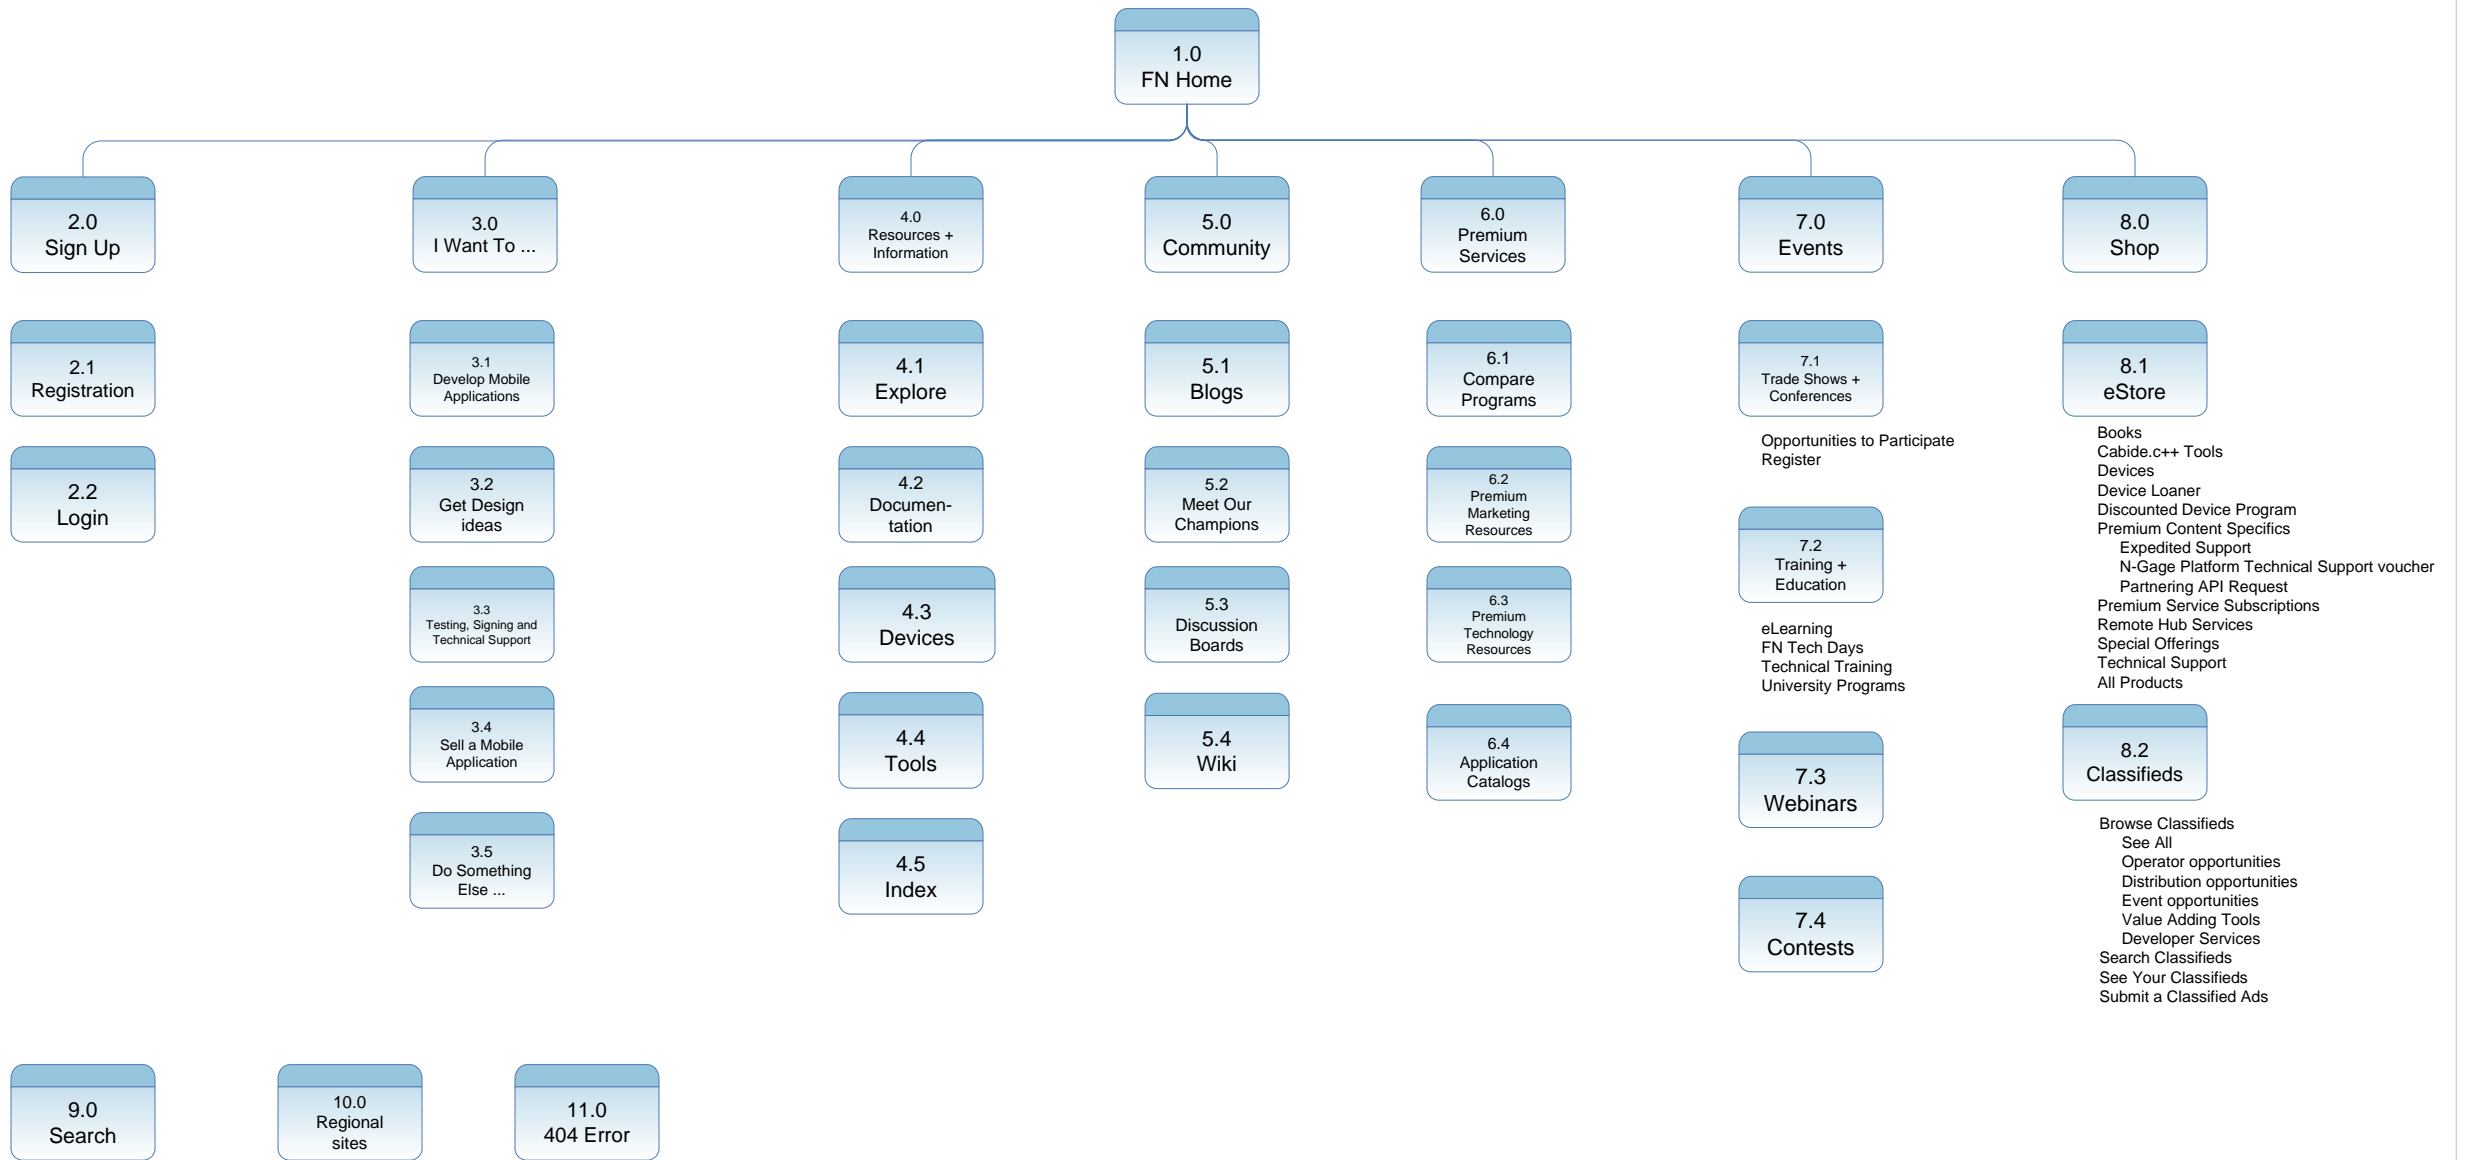 1.0
FN Home
2.0
Sign Up
3.0
I Want To ...
4.0
Resources +
Information
5.0
Community
6.0
Premium
Services
7.0
Events
8.0
Shop
2.1
Registration
2.2
Login
3.1
Develop Mobile
Applications
3.2
Get Design
ideas
3.3
Testing, Signing and
Technical Support
3.4
Sell a Mobile
Application
3.5
Do Something
Else ...
4.1
Explore
4.2
Documen-
tation
4.3
Devices
4.4
Tools
4.5
Index
5.1
Blogs
5.2
Meet Our
Champions
5.3
Discussion
Boards
5.4
Wiki
6.1
Compare
Programs
6.2
Premium
Marketing
Resources
6.3
Premium
Technology
Resources
6.4
Application
Catalogs
7.1
Trade Shows +
Conferences
Opportunities to Participate
Register
7.2
Training +
Education
eLearning
FN Tech Days
Technical Training
University Programs
7.3
Webinars
7.4
Contests
8.1
eStore
Books
Cabide.c++ Tools
Devices
Device Loaner
Discounted Device Program
Premium Content Specifics
Expedited Support
N-Gage Platform Technical Support voucher
Partnering API Request
Premium Service Subscriptions
Remote Hub Services
Special Offerings
Technical Support
All Products
8.2
Classifieds
Browse Classifieds
See All
Operator opportunities
Distribution opportunities
Event opportunities
Value Adding Tools
Developer Services
Search Classifieds
See Your Classifieds
Submit a Classified Ads
9.0
Search
10.0
Regional
sites
11.0
404 Error